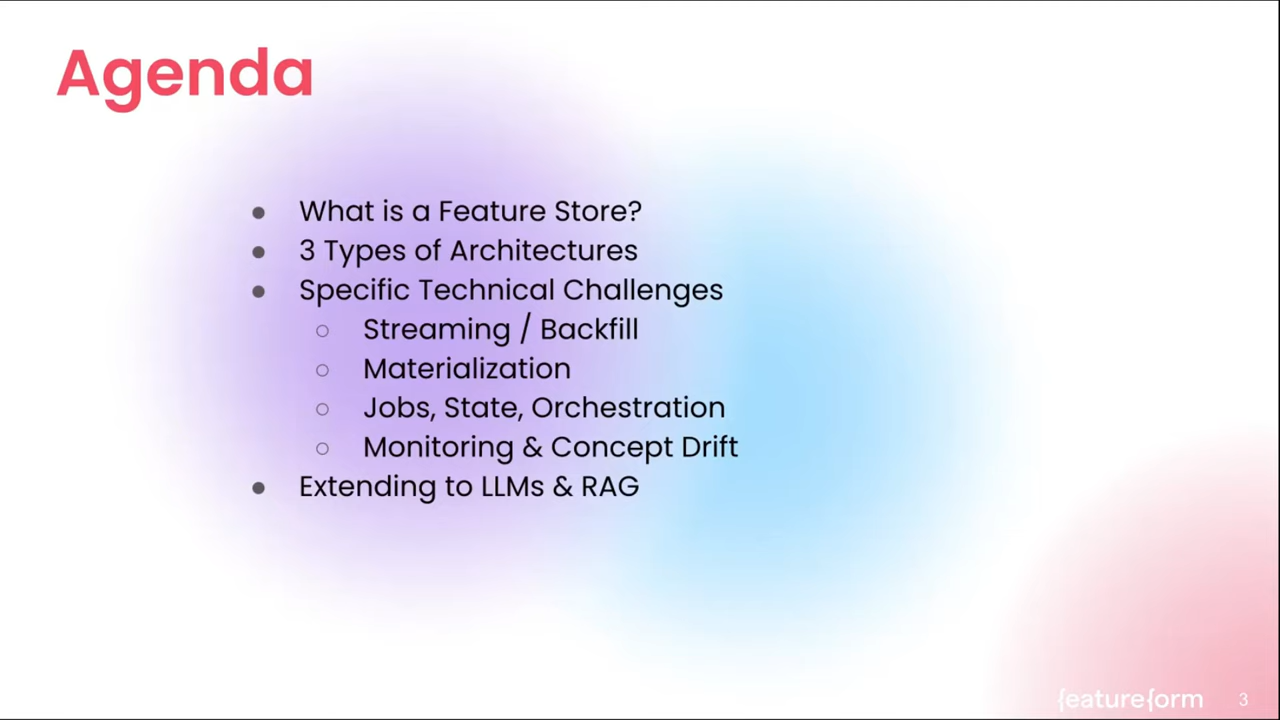 Agenda
● What is a Feature Store?
● 3 Types of Architectures
● Specific Technical Challenges
○ Streaming / Backfill
○ Materialization
○ Jobs, State, Orchestration
○ Monitoring & Concept Drift
● Extending to LLMs & RAG
{eature{orm 3